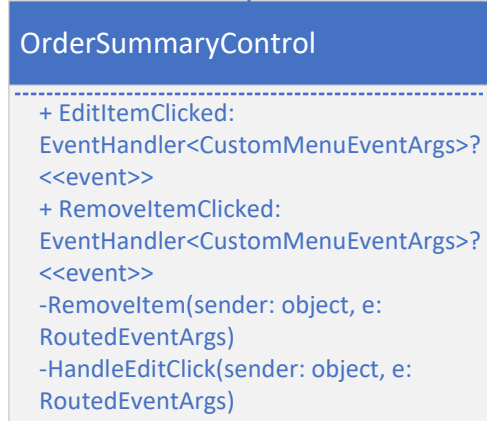 OrderSummaryControl
+ EditItemClicked:
EventHandler<CustomMenuEventArgs>?
<<event>>
+ RemoveItemClicked:
EventHandler<CustomMenuEventArgs>?
<<event>>
-RemoveItem(sender: object, e:
RoutedEventArgs)
-HandleEditClick(sender: object, e:
RoutedEventArgs)